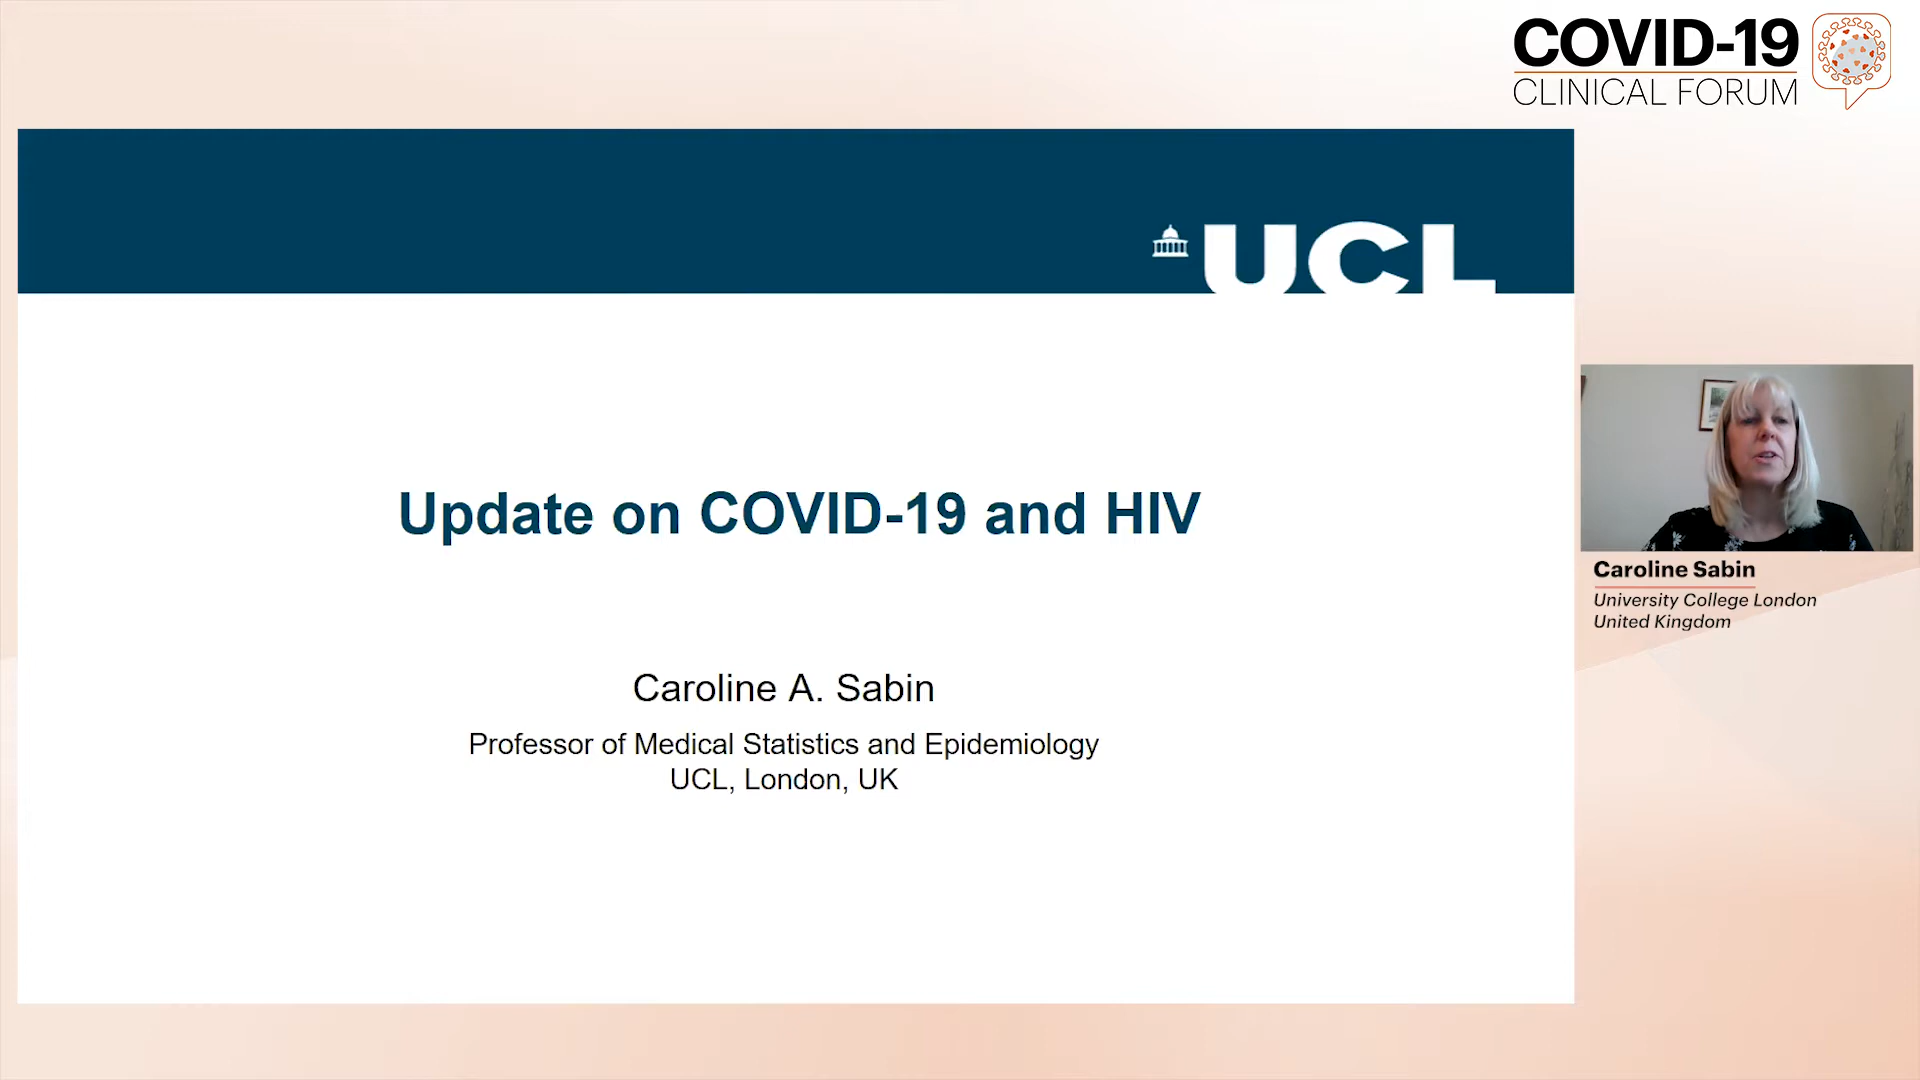 COVID-19
CLINICAL FORUM
UCL
Update on COVID-19 and HIV
Caroline A. Sabin
Professor of Medical Statistics and Epidemiology
UCL, London, UK
Caroline Sabin
University College London
United Kingdom